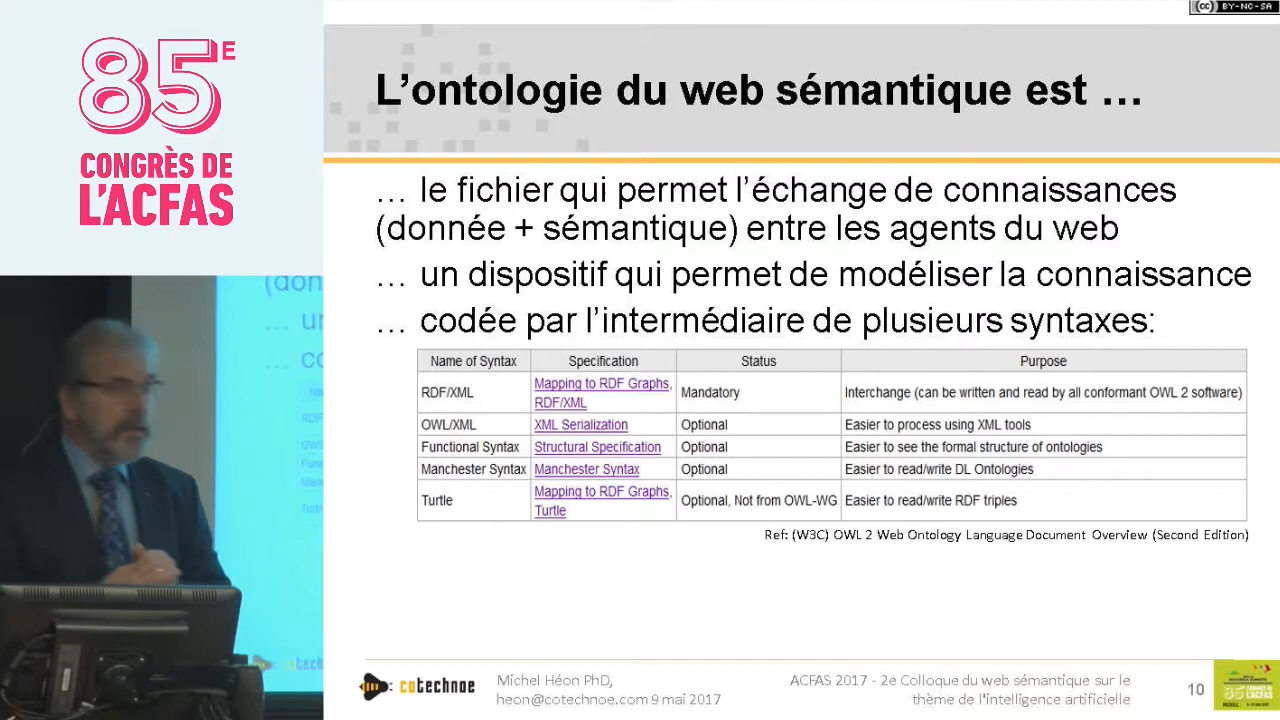 BY-NC-SA
85E
CONGRÈS DE
L'ACFAS
L'ontologie du web sémantique est …
… le fichier qui permet l'échange de connaissances
(donnée + sémantique) entre les agents du web
… un dispositif qui permet de modéliser la connaissance
… codée par l'intermédiaire de plusieurs syntaxes:
Name of Syntax Specification Status Purpose
RDF/XML Mapping to RDF Graphs, RDF/XML Mandatory Interchange (can be written and read by all conformant OWL 2 software)
OWL/XML XML Serialization Optional Easier to process using XML tools
Functional Syntax Structural Specification Optional Easier to see the formal structure of ontologies
Manchester Syntax Manchester Syntax Optional Easier to read/write DL Ontologies
Turtle Mapping to RDF Graphs, Turtle Optional, Not from OWL-WG Easier to read/write RDF triples
Ref: (W3C) OWL 2 Web Ontology Language Document Overview (Second Edition)
cotechnoe
Michel Héon PhD,
heon@cotechnoe.com 9 mai 2017
ACFAS 2017 - 2e Colloque du web sémantique sur le
thème de l'intelligence artificielle
10